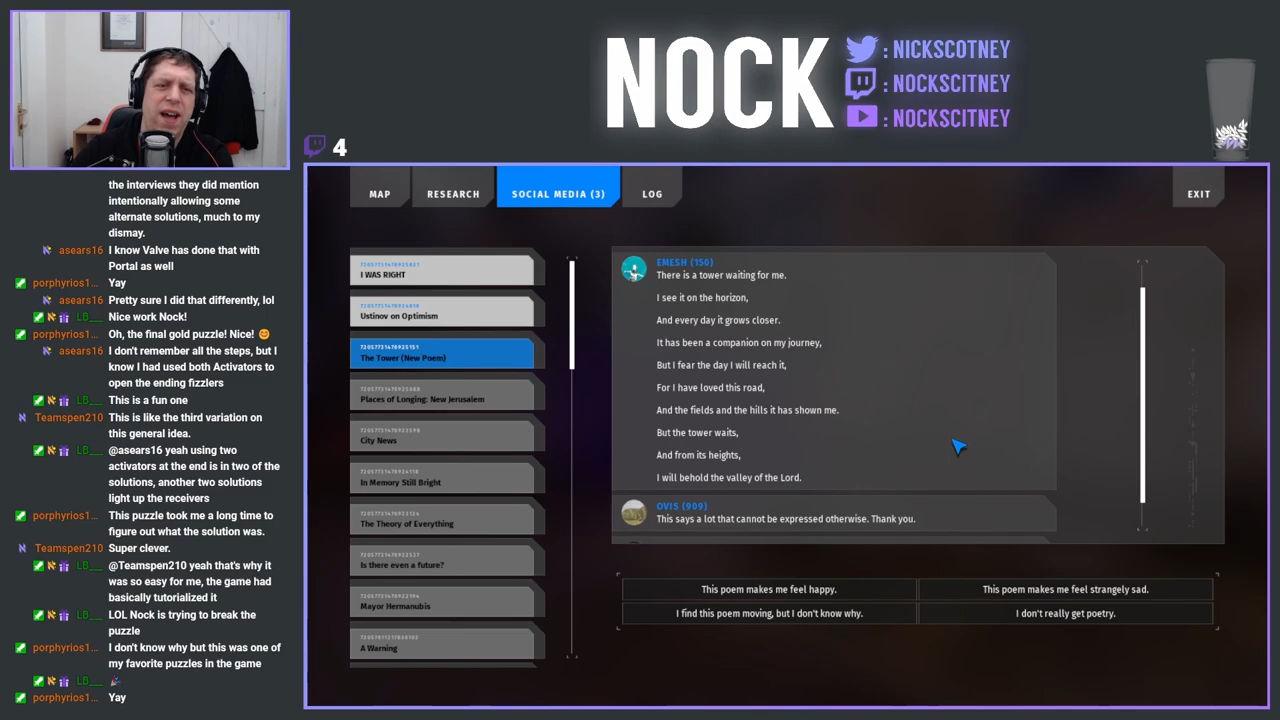 NOCK
: NICKSCOTNEY
: NOCKSCITNEY
: NOCKSCITNEY
4
the interviews they did mention
intentionally allowing some
alternate solutions, much to my
dismay.
asears16 I know Valve has done that with
Portal as well
porphyrios1... Yay
asears16 Pretty sure I did that differently, lol
LB__ Nice work Nock!
porphyrios1... Oh, the final gold puzzle! Nice! 😊
asears16 I don't remember all the steps, but I
know I had used both Activators to
open the ending fizzlers
LB__ This is a fun one
Teamspen210 This is like the third variation on
this general idea.
LB__ @asears16 yeah using two
activators at the end is in two of the
solutions, another two solutions
light up the receivers
porphyrios1... This puzzle took me a long time to
figure out what the solution was.
Teamspen210 Super clever.
LB__ @Teamspen210 yeah that's why it
was so easy for me, the game had
basically tutorialized it
LB__ LOL Nock is trying to break the
puzzle
porphyrios1... I don't know why but this was one of
my favorite puzzles in the game
LB__ 🎉
porphyrios1... Yay
MAP
RESEARCH
SOCIAL MEDIA (3)
LOG
EXIT
I WAS RIGHT
Ustinov on Optimism
The Tower (New Poem)
Places of Longing: New Jerusalem
City News
In Memory Still Bright
The Theory of Everything
Is there even a future?
Mayor Hermanubis
A Warning
EMESH (150)
There is a tower waiting for me.
I see it on the horizon,
And every day it grows closer.
It has been a companion on my journey,
But I fear the day I will reach it,
For I have loved this road,
And the fields and the hills it has shown me.
But the tower waits,
And from its heights,
I will behold the valley of the Lord.
OVIS (909)
This says a lot that cannot be expressed otherwise. Thank you.
This poem makes me feel happy.
This poem makes me feel strangely sad.
I find this poem moving, but I don't know why.
I don't really get poetry.